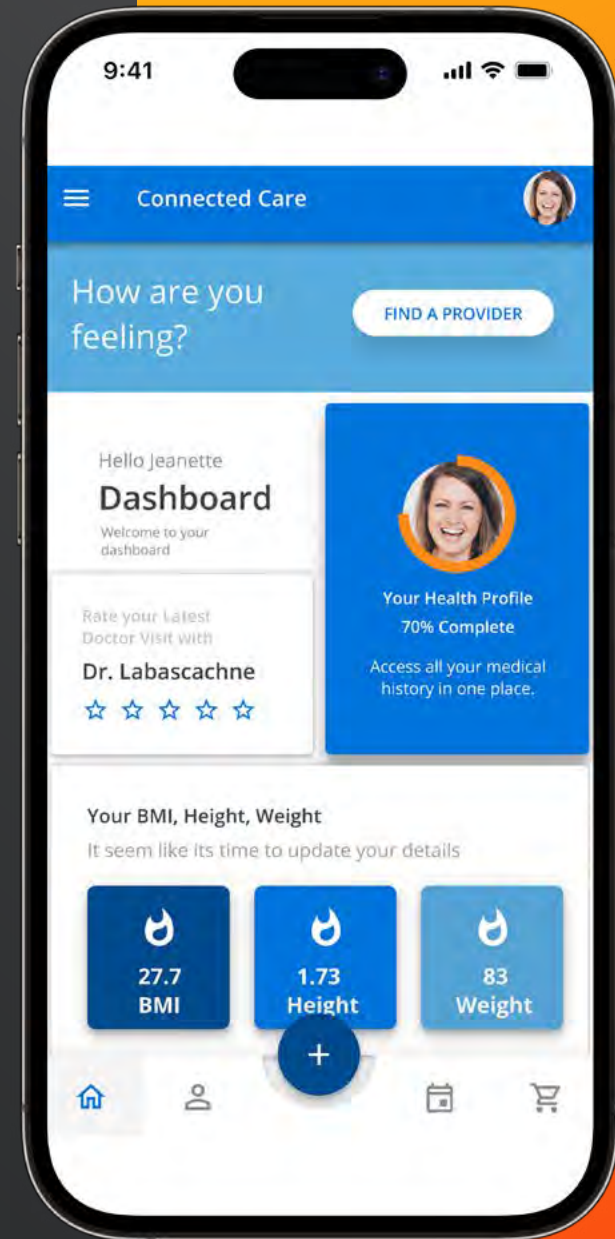 9:41
Connected Care
How are you
feeling?
FIND A PROVIDER
Hello Jeanette
Dashboard
Welcome to your
dashboard
Rate your Latest
Doctor Visit with
Dr. Labascachne
Your Health Profile
70% Complete
Access all your medical
history in one place.
Your BMI, Height, Weight
It seem like its time to update your details
27.7
BMI
1.73
Height
83
Weight